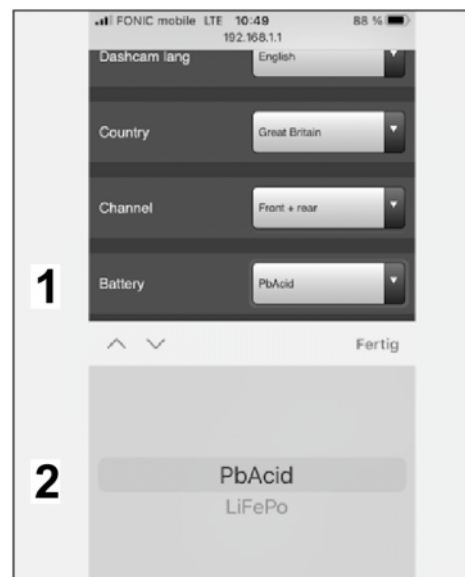 FONIC mobile LTE 10:49 88 %
192.168.1.1
Dashcam lang English
Country Great Britain
Channel Front + rear
1 Battery PbAcid
Fertig
2 PbAcid
LiFePo